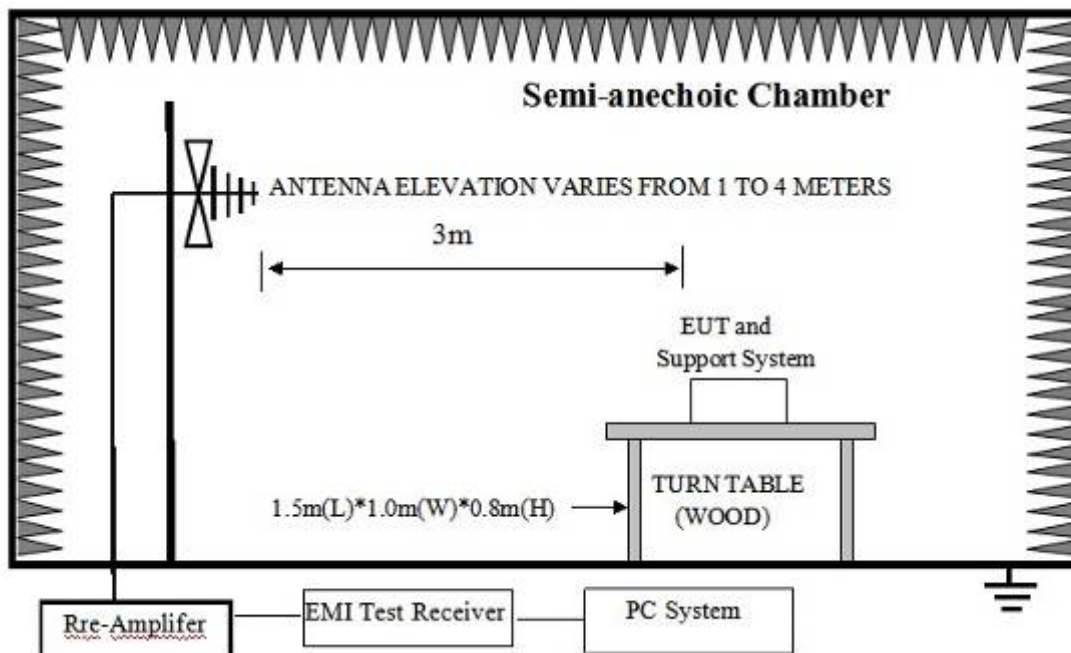 Semi-anechoic Chamber
ANTENNA ELEVATION VARIES FROM 1 TO 4 METERS
3m
EUT and
Support System
1.5m(L)*1.0m(W)*0.8m(H)
TURN TABLE
(WOOD)
Rre-Amplifer
EMI Test Receiver
PC System